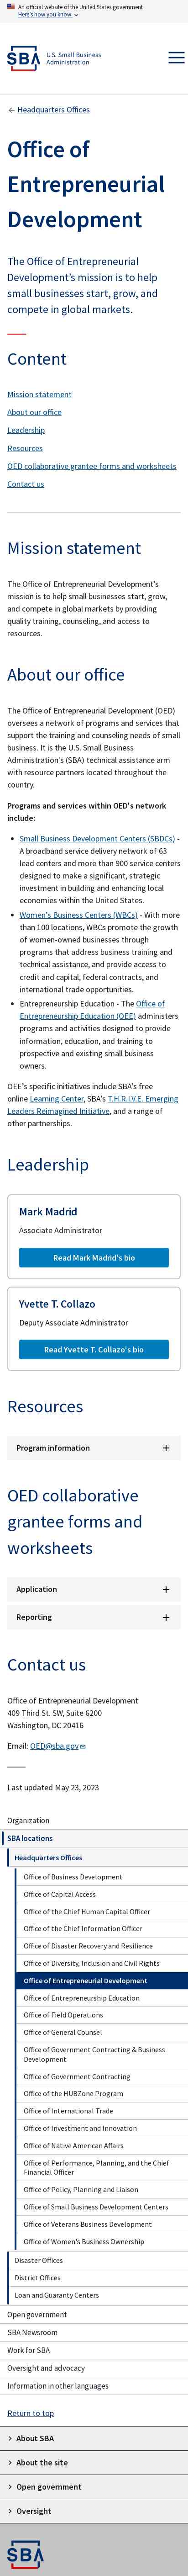 An official website of the United States government
Here's how you know
SBA
U.S. Small Business
Administration
Headquarters Offices
Office of
Entrepreneurial
Development
The Office of Entrepreneurial
Development's mission is to help
small businesses start, grow, and
compete in global markets.
Content
Mission statement
About our office
Leadership
Resources
OED collaborative grantee forms and worksheets
Contact us
Mission statement
The Office of Entrepreneurial Development's
mission is to help small businesses start, grow,
and compete in global markets by providing
quality training, counseling, and access to
resources.
About our office
The Office of Entrepreneurial Development (OED)
oversees a network of programs and services that
support the training and counseling needs of small
business. It is the U.S. Small Business
Administration's (SBA) technical assistance arm
with resource partners located throughout the
country.
Programs and services within OED's network
include:
Small Business Development Centers (SBDCs) -
A broadband service delivery network of 63
lead centers and more than 900 service centers
designed to make a significant, strategic
investment in building and enhancing local
economies within the United States.
Women's Business Centers (WBCs) - With more
than 100 locations, WBCs promote the growth
of women-owned businesses through
programs that address business training and
technical assistance, and provide access to
credit and capital, federal contracts, and
international trade opportunities.
Entrepreneurship Education - The Office of
Entrepreneurship Education (OEE) administers
programs and activities designed to provide
information, education, and training to
prospective and existing small business
owners.
OEE's specific initiatives include SBA's free
online Learning Center, SBA's T.H.R.I.V.E. Emerging
Leaders Reimagined Initiative, and a range of
other partnerships.
Leadership
Mark Madrid
Associate Administrator
Read Mark Madrid's bio
Yvette T. Collazo
Deputy Associate Administrator
Read Yvette T. Collazo's bio
Resources
Program information
OED collaborative
grantee forms and
worksheets
Application
Reporting
Contact us
Office of Entrepreneurial Development
409 Third St. SW, Suite 6200
Washington, DC 20416
Email: OED@sba.gov
Last updated May 23, 2023
Organization
SBA locations
Headquarters Offices
Office of Business Development
Office of Capital Access
Office of the Chief Human Capital Officer
Office of the Chief Information Officer
Office of Disaster Recovery and Resilience
Office of Diversity, Inclusion and Civil Rights
Office of Entrepreneurial Development
Office of Entrepreneurship Education
Office of Field Operations
Office of General Counsel
Office of Government Contracting & Business
Development
Office of Government Contracting
Office of the HUBZone Program
Office of International Trade
Office of Investment and Innovation
Office of Native American Affairs
Office of Performance, Planning, and the Chief
Financial Officer
Office of Policy, Planning and Liaison
Office of Small Business Development Centers
Office of Veterans Business Development
Office of Women's Business Ownership
Disaster Offices
District Offices
Loan and Guaranty Centers
Open government
SBA Newsroom
Work for SBA
Oversight and advocacy
Information in other languages
Return to top
About SBA
About the site
Open government
Oversight
SBA